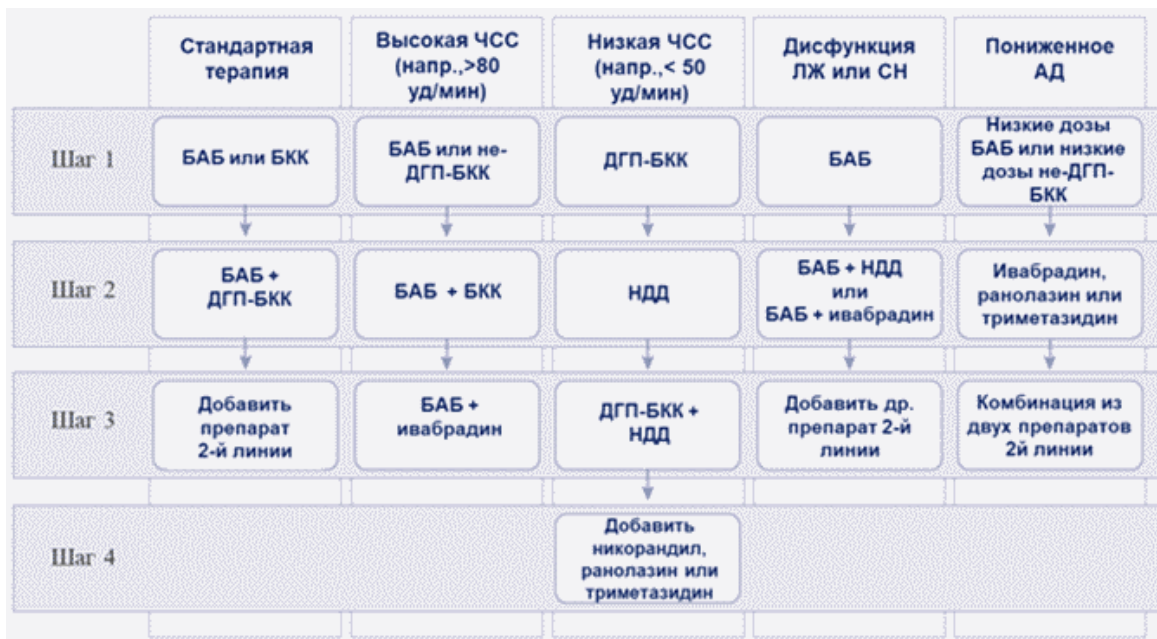 Стандартная
терапия
Высокая ЧСС
(напр.,>80
уд/мин)
Низкая ЧСС
(напр.,< 50
уд/мин)
Дисфункция
ЛЖ или СН
Пониженное
АД
Шаг 1
БАБ или БКК
БАБ или не-
ДГП-БКК
ДГП-БКК
БАБ
Низкие дозы
БАБ или низкие
дозы не-ДГП-
БКК
Шаг 2
БАБ +
ДГП-БКК
БАБ + БКК
НДД
БАБ + НДД
или
БАБ + ивабрадин
Ивабрадин,
ранолазин или
триметазидин
Шаг 3
Добавить
препарат
2-й линии
БАБ +
ивабрадин
ДГП-БКК +
НДД
Добавить др.
препарат 2-й
линии
Комбинация из
двух препаратов
2й линии
Шаг 4
Добавить
никорандил,
ранолазин или
триметазидин